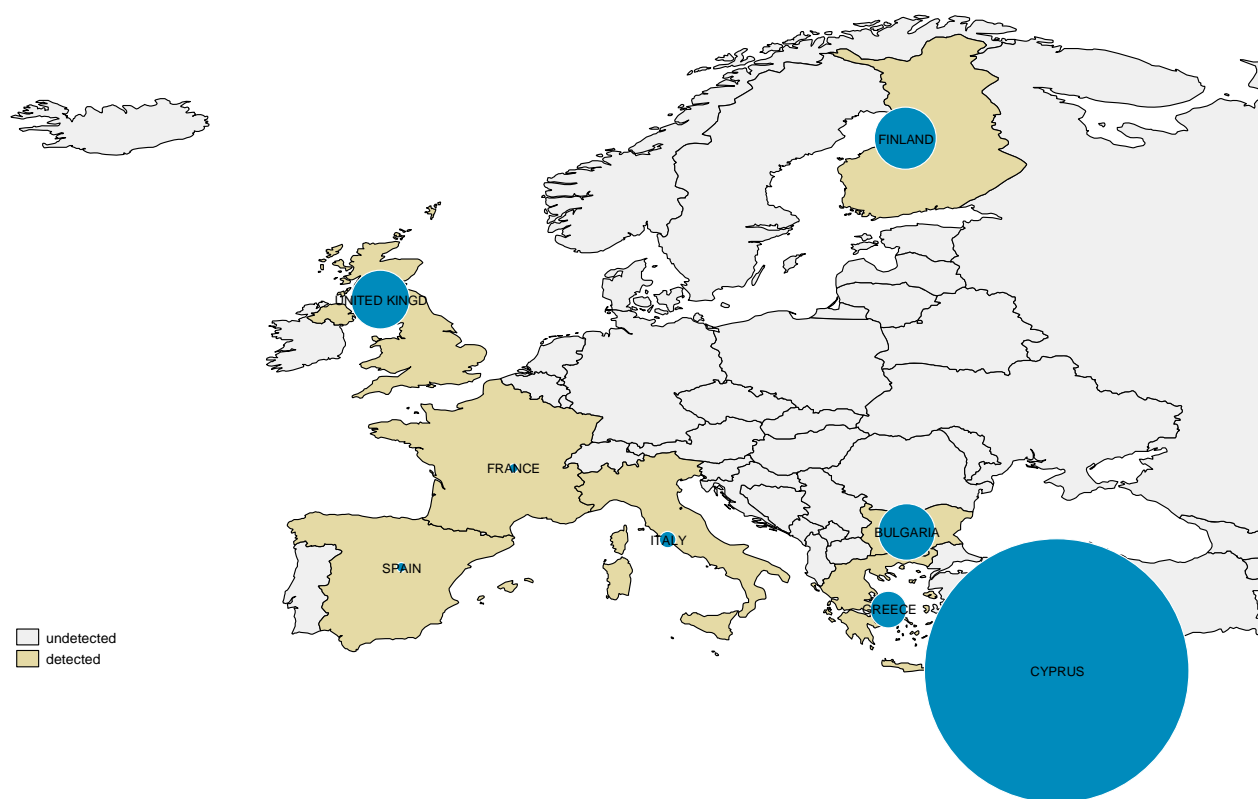 FINLAND
UNITED KINGD
FRANCE
BULGARIA
ITALY
SPAIN
GREECE
undetected
detected
CYPRUS